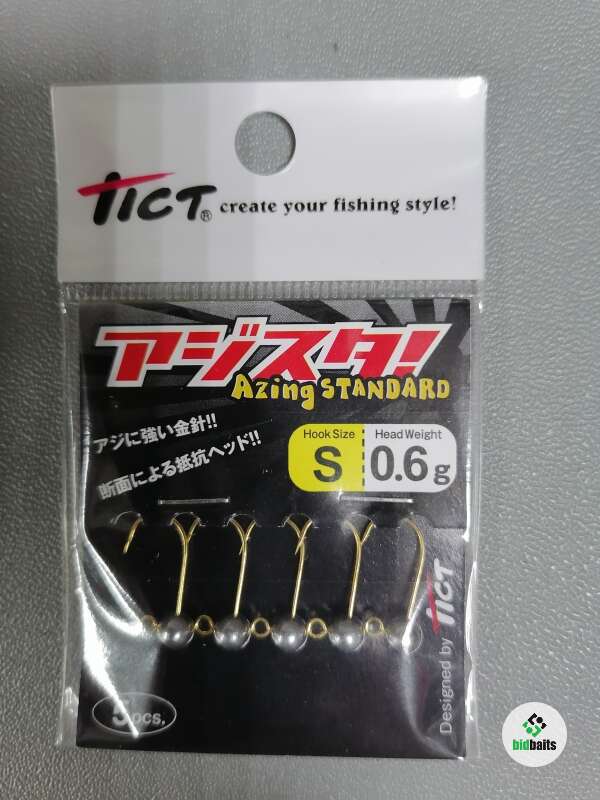 TICT® create your fishing style!
アジスタ!
Azing STANDARD
アジに強い金針!!
断面による抵抗ヘッド!!
Hook Size
S
Head Weight
0.6g
Designed by TICT
5pcs.
bidbaits